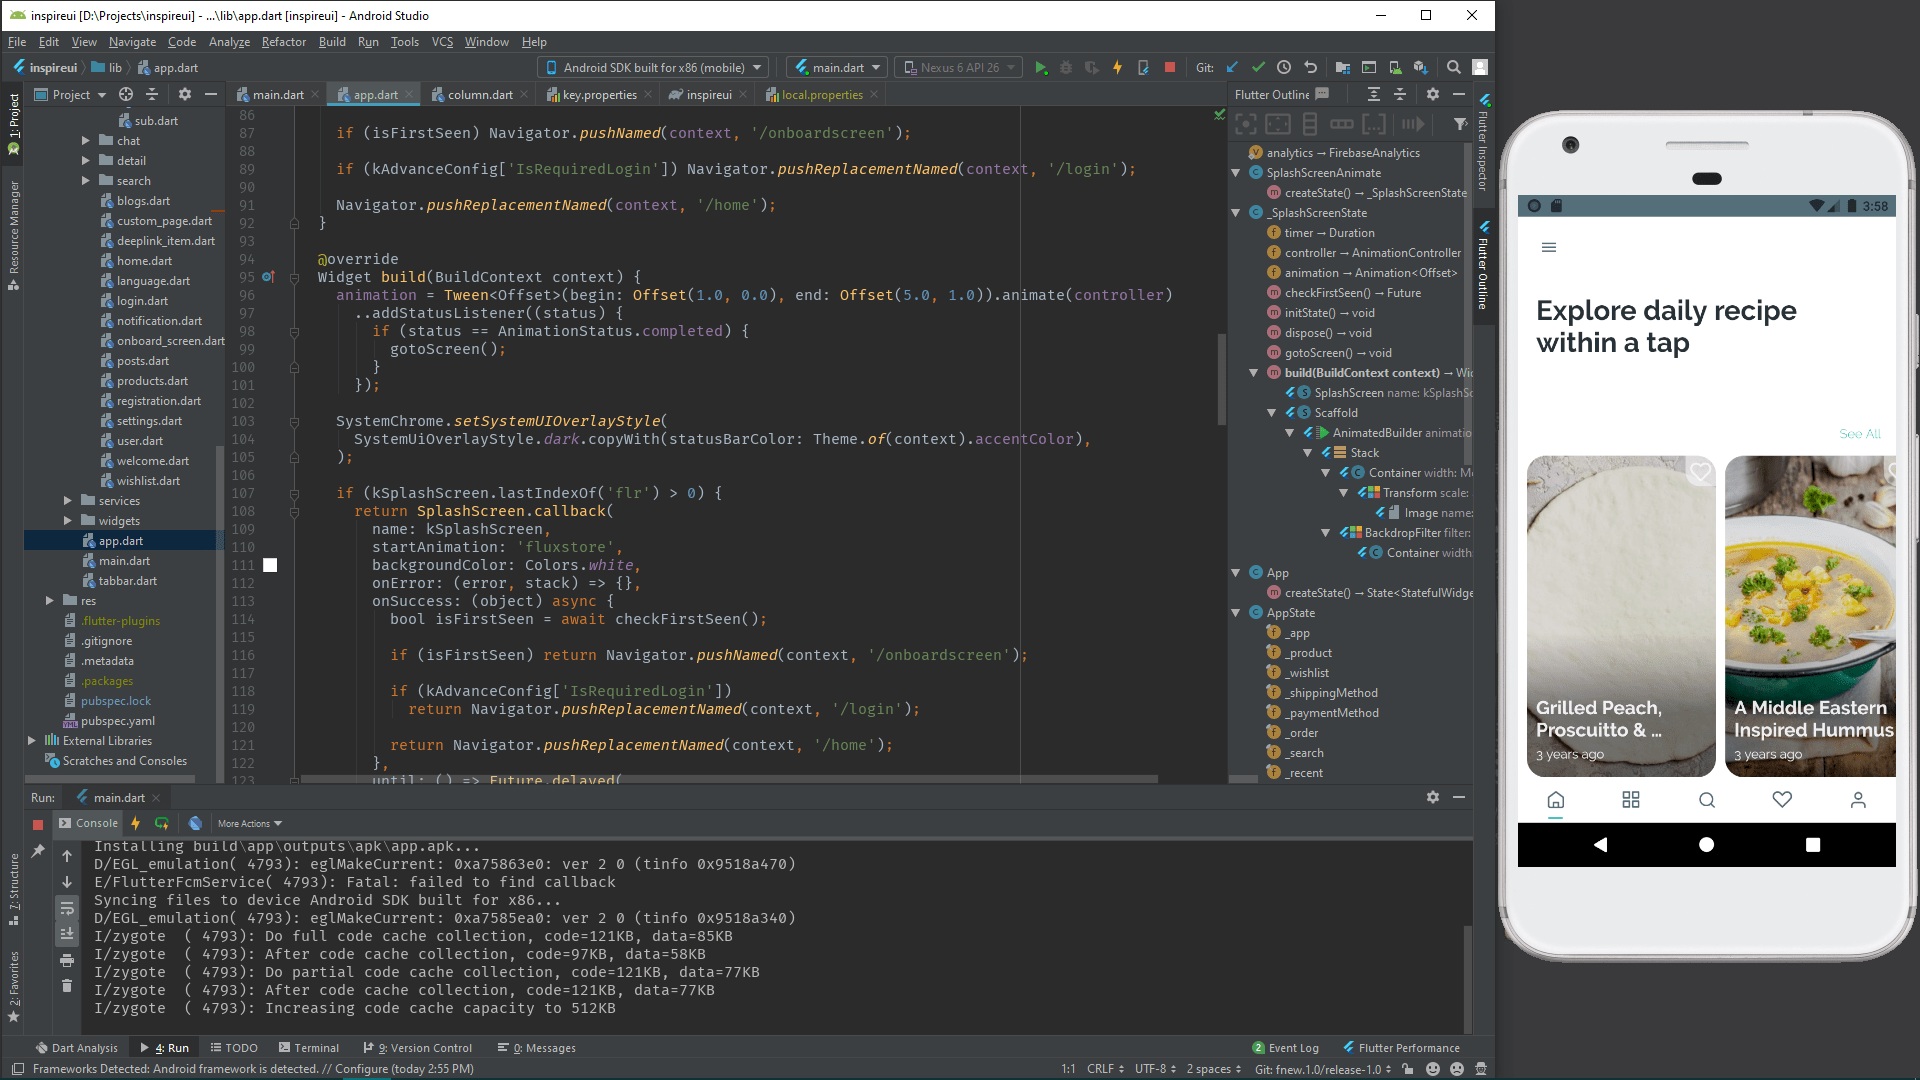 inspireui [D:\Projects\inspireui] - ...\lib\app.dart [inspireui] - Android Studio
File Edit View Navigate Code Analyze Refactor Build Run Tools VCS Window Help
inspireui lib app.dart
Android SDK built for x86 (mobile) main.dart Nexus 6 API 26 Git:
1: Project
Resource Manager
7: Structure
2: Favorites
Project
sub.dart
chat
detail
search
blogs.dart
custom_page.dart
deeplink_item.dart
home.dart
language.dart
login.dart
notification.dart
onboard_screen.dart
posts.dart
products.dart
registration.dart
settings.dart
user.dart
welcome.dart
wishlist.dart
services
widgets
app.dart
main.dart
tabbar.dart
res
.flutter-plugins
.gitignore
.metadata
.packages
pubspec.lock
pubspec.yaml
External Libraries
Scratches and Consoles
main.dart app.dart column.dart key.properties inspireui local.properties
86
87 if (isFirstSeen) Navigator.pushNamed(context, '/onboardscreen');
88
89 if (kAdvanceConfig['IsRequiredLogin']) Navigator.pushReplacementNamed(context, '/login');
90
91 Navigator.pushReplacementNamed(context, '/home');
92 }
93
94 @override
95 Widget build(BuildContext context) {
96 animation = Tween<Offset>(begin: Offset(1.0, 0.0), end: Offset(5.0, 1.0)).animate(controller)
97 ..addStatusListener((status) {
98 if (status == AnimationStatus.completed) {
99 gotoScreen();
100 }
101 });
102
103 SystemChrome.setSystemUIOverlayStyle(
104 SystemUiOverlayStyle.dark.copyWith(statusBarColor: Theme.of(context).accentColor),
105 );
106
107 if (kSplashScreen.lastIndexOf('flr') > 0) {
108 return SplashScreen.callback(
109 name: kSplashScreen,
110 startAnimation: 'fluxstore',
111 backgroundColor: Colors.white,
112 onError: (error, stack) => {},
113 onSuccess: (object) async {
114 bool isFirstSeen = await checkFirstSeen();
115
116 if (isFirstSeen) return Navigator.pushNamed(context, '/onboardscreen');
117
118 if (kAdvanceConfig['IsRequiredLogin'])
119 return Navigator.pushReplacementNamed(context, '/login');
120
121 return Navigator.pushReplacementNamed(context, '/home');
122 },
123 until: () => Future.delayed(
Flutter Outline
analytics → FirebaseAnalytics
SplashScreenAnimate
createState() → _SplashScreenState
_SplashScreenState
timer → Duration
controller → AnimationController
animation → Animation<Offset>
checkFirstSeen() → Future
initState() → void
dispose() → void
gotoScreen() → void
build(BuildContext context) → Wi
SplashScreen name: kSplashSc
Scaffold
AnimatedBuilder animatio
Stack
Container width: M
Transform scale:
Image name:
BackdropFilter filter:
Container width
App
createState() → State<StatefulWidge
AppState
_app
_product
_wishlist
_shippingMethod
_paymentMethod
_order
_search
_recent
Flutter Inspector
Flutter Outline
Run: main.dart
Console More Actions
Installing build\app\outputs\apk\app.apk...
D/EGL_emulation( 4793): eglMakeCurrent: 0xa75863e0: ver 2 0 (tinfo 0x9518a470)
E/FlutterFcmService( 4793): Fatal: failed to find callback
Syncing files to device Android SDK built for x86...
D/EGL_emulation( 4793): eglMakeCurrent: 0xa7585ea0: ver 2 0 (tinfo 0x9518a340)
I/zygote ( 4793): Do full code cache collection, code=121KB, data=85KB
I/zygote ( 4793): After code cache collection, code=97KB, data=58KB
I/zygote ( 4793): Do partial code cache collection, code=121KB, data=77KB
I/zygote ( 4793): After code cache collection, code=121KB, data=77KB
I/zygote ( 4793): Increasing code cache capacity to 512KB
Dart Analysis 4: Run TODO Terminal 9: Version Control 0: Messages 2 Event Log Flutter Performance
Frameworks Detected: Android framework is detected. // Configure (today 2:55 PM) 1:1 CRLF UTF-8 2 spaces Git: fnew.1.0/release-1.0
3:58
Explore daily recipe
within a tap
See All
Grilled Peach,
Proscuitto & ...
3 years ago
A Middle Eastern
Inspired Hummus
3 years ago